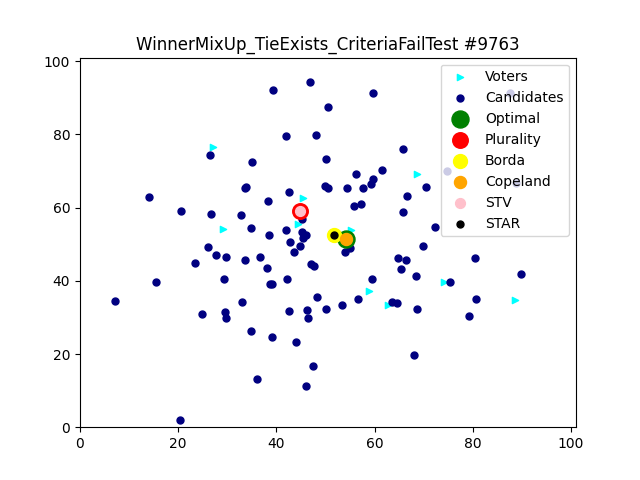 WinnerMixUp_TieExists_CriteriaFailTest #9763
100
80
60
40
20
0
0
20
40
60
80
100
Voters
Candidates
Optimal
Plurality
Borda
Copeland
STV
STAR